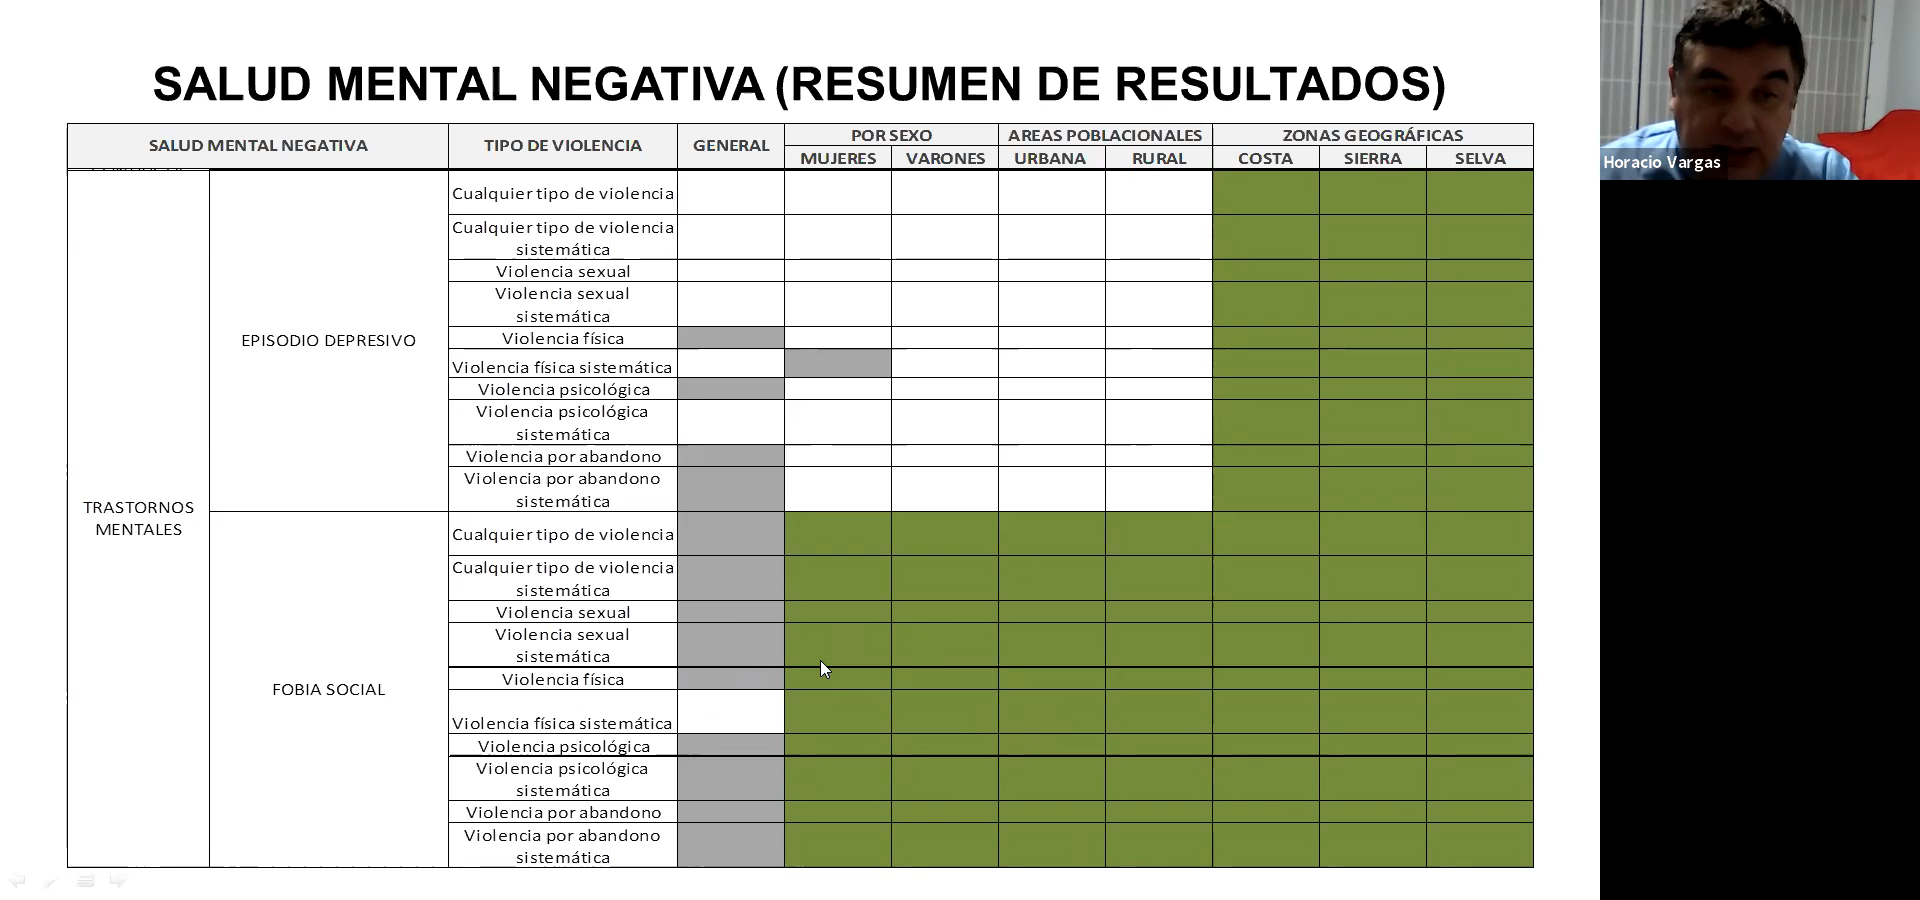 SALUD MENTAL NEGATIVA (RESUMEN DE RESULTADOS)
SALUD MENTAL NEGATIVA
TIPO DE VIOLENCIA
GENERAL
POR SEXO
AREAS POBLACIONALES
ZONAS GEOGRÁFICAS
MUJERES
VARONES
URBANA
RURAL
COSTA
SIERRA
SELVA
TRASTORNOS
MENTALES
EPISODIO DEPRESIVO
Cualquier tipo de violencia
Cualquier tipo de violencia
sistemática
Violencia sexual
Violencia sexual
sistemática
Violencia física
Violencia física sistemática
Violencia psicológica
Violencia psicológica
sistemática
Violencia por abandono
Violencia por abandono
sistemática
FOBIA SOCIAL
Cualquier tipo de violencia
Cualquier tipo de violencia
sistemática
Violencia sexual
Violencia sexual
sistemática
Violencia física
Violencia física sistemática
Violencia psicológica
Violencia psicológica
sistemática
Violencia por abandono
Violencia por abandono
sistemática
Horacio Vargas